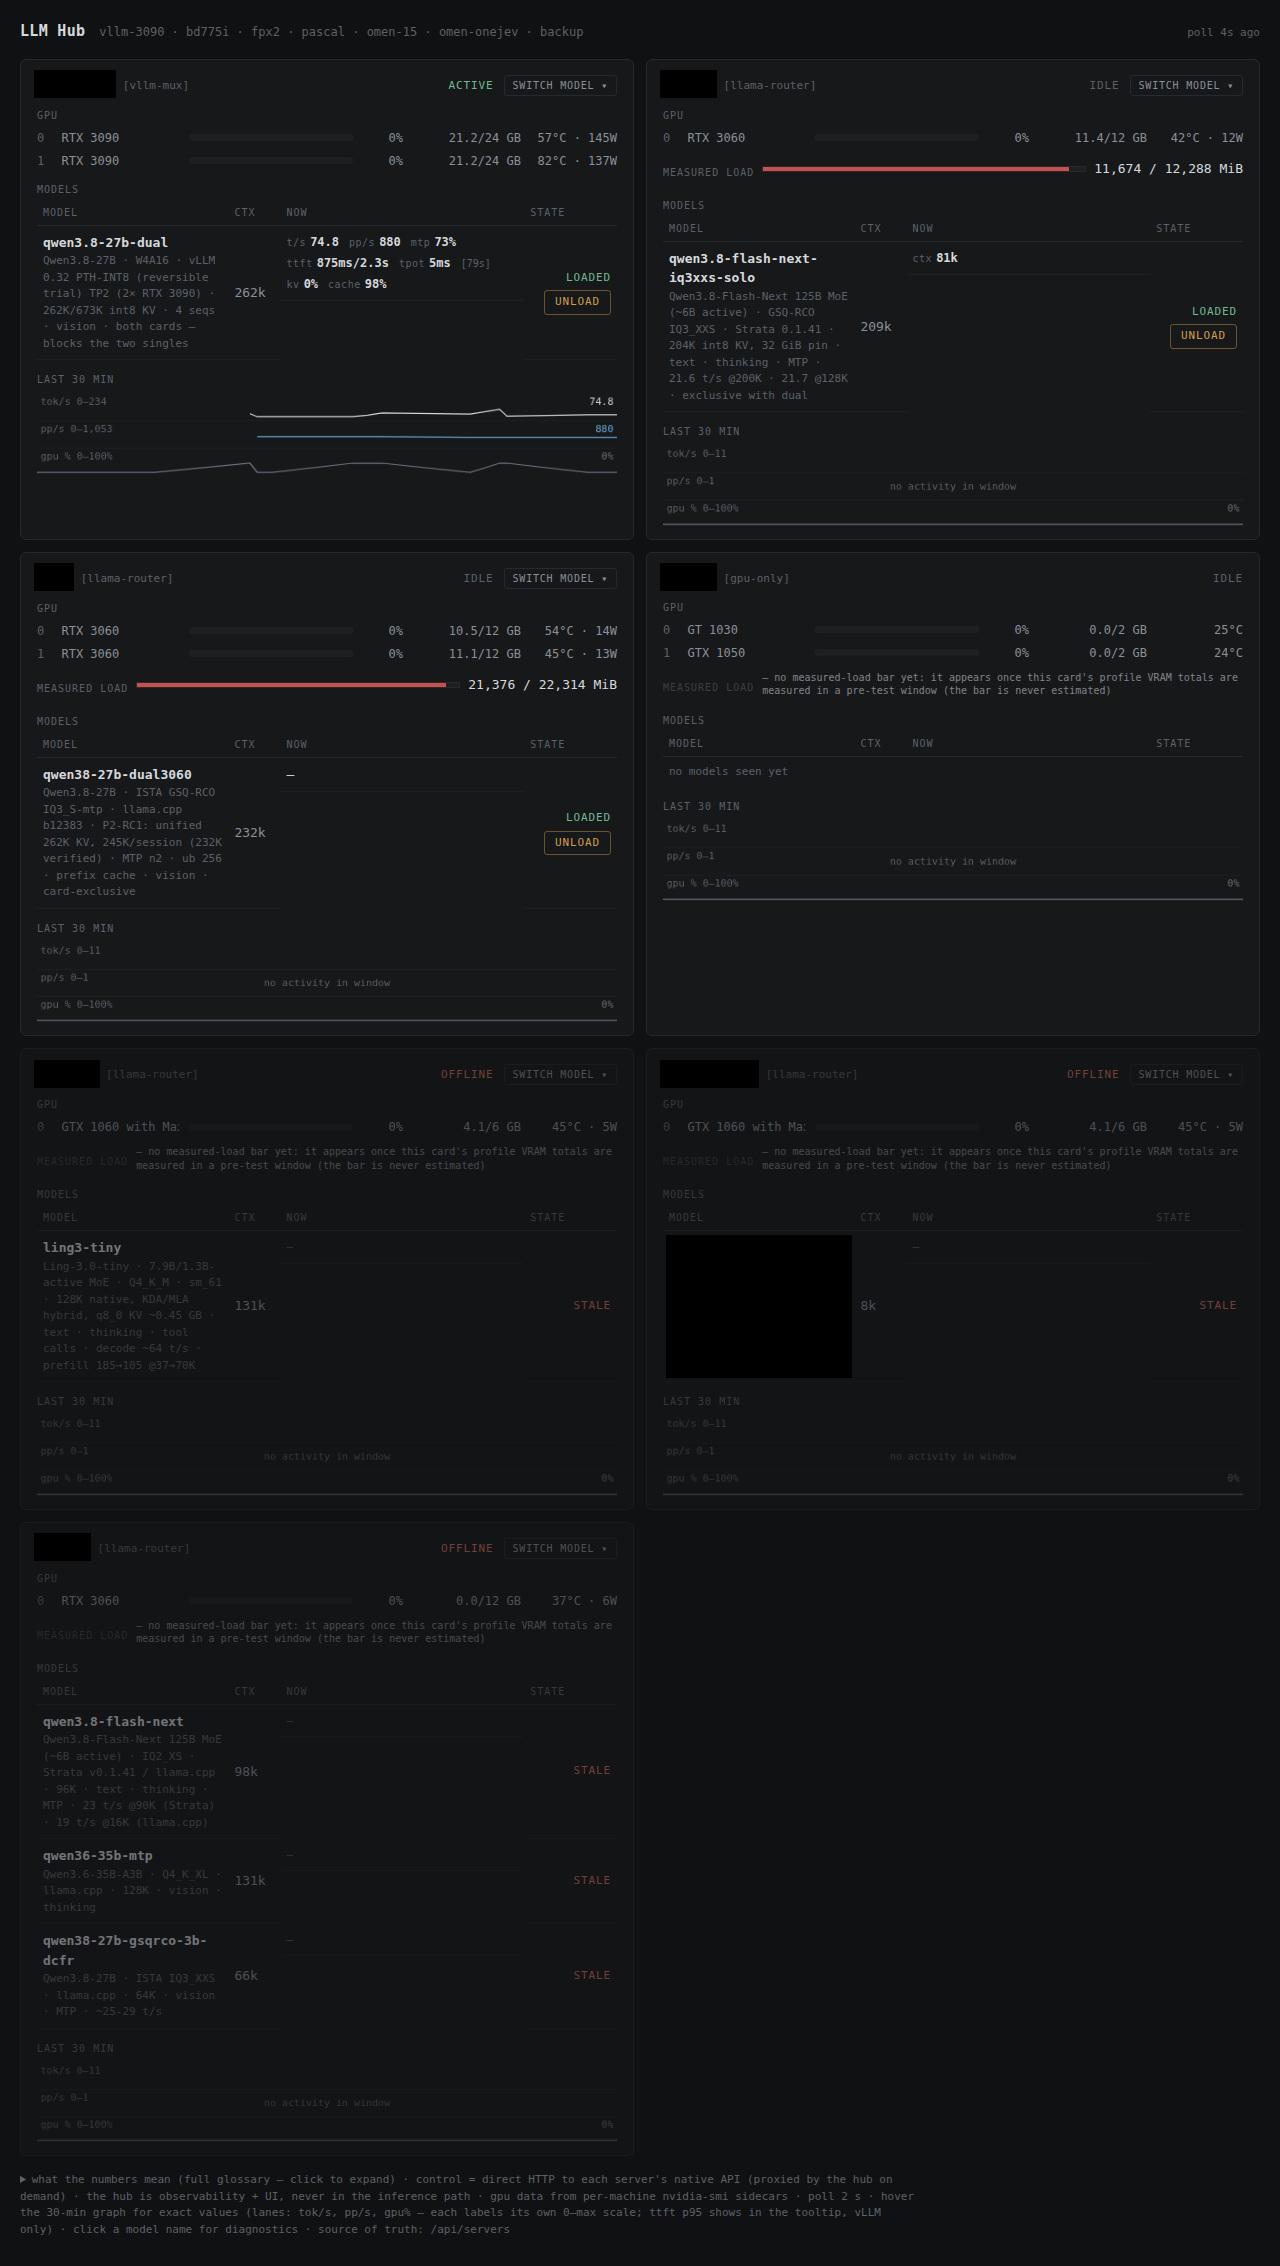 LLM Hub vllm-3090 · bd775i · fpx2 · pascal · omen-15 · omen-onejev · backup poll 4s ago
[vllm-mux] ACTIVE SWITCH MODEL ▾
GPU
0 RTX 3090 0% 21.2/24 GB 57°C · 145W
1 RTX 3090 0% 21.2/24 GB 82°C · 137W
MODELS
MODEL CTX NOW STATE
qwen3.8-27b-dual
Qwen3.8-27B · W4A16 · vLLM
0.32 PTH-INT8 (reversible
trial) TP2 (2× RTX 3090) ·
262K/673K int8 KV · 4 seqs
· vision · both cards —
blocks the two singles
262k
t/s 74.8 pp/s 880 mtp 73%
ttft 875ms/2.3s tpot 5ms [79s]
kv 0% cache 98%
LOADED
UNLOAD
LAST 30 MIN
tok/s 0–234 74.8
pp/s 0–1,053 880
gpu % 0–100% 0%
[llama-router] IDLE SWITCH MODEL ▾
GPU
0 RTX 3060 0% 11.4/12 GB 42°C · 12W
MEASURED LOAD 11,674 / 12,288 MiB
MODELS
MODEL CTX NOW STATE
qwen3.8-flash-next-
iq3xxs-solo
Qwen3.8-Flash-Next 125B MoE
(~6B active) · GSQ-RCO
IQ3_XXS · Strata 0.1.41 ·
204K int8 KV, 32 GiB pin ·
text · thinking · MTP ·
21.6 t/s @200K · 21.7 @128K
· exclusive with dual
209k
ctx 81k
LOADED
UNLOAD
LAST 30 MIN
tok/s 0–11
pp/s 0–1
no activity in window
gpu % 0–100% 0%
[llama-router] IDLE SWITCH MODEL ▾
GPU
0 RTX 3060 0% 10.5/12 GB 54°C · 14W
1 RTX 3060 0% 11.1/12 GB 45°C · 13W
MEASURED LOAD 21,376 / 22,314 MiB
MODELS
MODEL CTX NOW STATE
qwen38-27b-dual3060
Qwen3.8-27B · ISTA GSQ-RCO
IQ3_S-mtp · llama.cpp
b12383 · P2-RC1: unified
262K KV, 245K/session (232K
verified) · MTP n2 · ub 256
· prefix cache · vision ·
card-exclusive
232k
—
LOADED
UNLOAD
LAST 30 MIN
tok/s 0–11
pp/s 0–1
no activity in window
gpu % 0–100% 0%
[gpu-only] IDLE
GPU
0 GT 1030 0% 0.0/2 GB 25°C
1 GTX 1050 0% 0.0/2 GB 24°C
MEASURED LOAD — no measured-load bar yet: it appears once this card's profile VRAM totals are
measured in a pre-test window (the bar is never estimated)
MODELS
MODEL CTX NOW STATE
no models seen yet
LAST 30 MIN
tok/s 0–11
pp/s 0–1
no activity in window
gpu % 0–100% 0%
[llama-router] OFFLINE SWITCH MODEL ▾
GPU
0 GTX 1060 with Ma: 0% 4.1/6 GB 45°C · 5W
MEASURED LOAD — no measured-load bar yet: it appears once this card's profile VRAM totals are
measured in a pre-test window (the bar is never estimated)
MODELS
MODEL CTX NOW STATE
ling3-tiny
Ling-3.0-tiny · 7.9B/1.3B-
active MoE · Q4_K_M · sm_61
· 128K native, KDA/MLA
hybrid, q8_0 KV ~0.45 GB ·
text · thinking · tool
calls · decode ~64 t/s ·
prefill 185→105 @37→70K
131k
—
STALE
LAST 30 MIN
tok/s 0–11
pp/s 0–1
no activity in window
gpu % 0–100% 0%
[llama-router] OFFLINE SWITCH MODEL ▾
GPU
0 GTX 1060 with Ma: 0% 4.1/6 GB 45°C · 5W
MEASURED LOAD — no measured-load bar yet: it appears once this card's profile VRAM totals are
measured in a pre-test window (the bar is never estimated)
MODELS
MODEL CTX NOW STATE
8k
—
STALE
LAST 30 MIN
tok/s 0–11
pp/s 0–1
no activity in window
gpu % 0–100% 0%
[llama-router] OFFLINE SWITCH MODEL ▾
GPU
0 RTX 3060 0% 0.0/12 GB 37°C · 6W
MEASURED LOAD — no measured-load bar yet: it appears once this card's profile VRAM totals are
measured in a pre-test window (the bar is never estimated)
MODELS
MODEL CTX NOW STATE
qwen3.8-flash-next
Qwen3.8-Flash-Next 125B MoE
(~6B active) · IQ2_XS ·
Strata v0.1.41 / llama.cpp
· 96K · text · thinking ·
MTP · 23 t/s @90K (Strata)
· 19 t/s @16K (llama.cpp)
98k
—
STALE
qwen36-35b-mtp
Qwen3.6-35B-A3B · Q4_K_XL ·
llama.cpp · 128K · vision ·
thinking
131k
—
STALE
qwen38-27b-gsqrco-3b-
dcfr
Qwen3.8-27B · ISTA IQ3_XXS
· llama.cpp · 64K · vision
· MTP · ~25-29 t/s
66k
—
STALE
LAST 30 MIN
tok/s 0–11
pp/s 0–1
no activity in window
gpu % 0–100% 0%
▶ what the numbers mean (full glossary — click to expand) · control = direct HTTP to each server's native API (proxied by the hub on
demand) · the hub is observability + UI, never in the inference path · gpu data from per-machine nvidia-smi sidecars · poll 2 s · hover
the 30-min graph for exact values (lanes: tok/s, pp/s, gpu% — each labels its own 0–max scale; ttft p95 shows in the tooltip, vLLM
only) · click a model name for diagnostics · source of truth: /api/servers